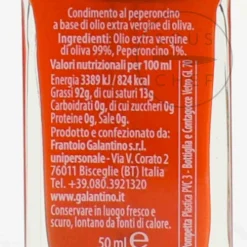 Condimento al peperoncino
a base di olio extra vergine di oliva.
Ingredienti: Olio extra vergine di
oliva 99%, Peperoncino 1%.
Valori nutrizionali per 100 ml
Energia 3389 kJ / 824 kcal
Grassi 92g, di cui saturi 13g
Carboidrati 0g, di cui zuccheri 0g
Proteine 0g, Sale 0g.
Prodotto e confezionato da:
Frantoio Galantino s.r.l.
unipersonale - Via V. Corato 2
76011 Bisceglie (BT) Italia
Tel. +39.080.3921320
www.galantino.it
Conservare in luogo fresco e
scuro, lontano da fonti di calore.
50 ml e
Pompetta Plastica PVC 3 - Bottiglia e Contagocce Vetro GL 70